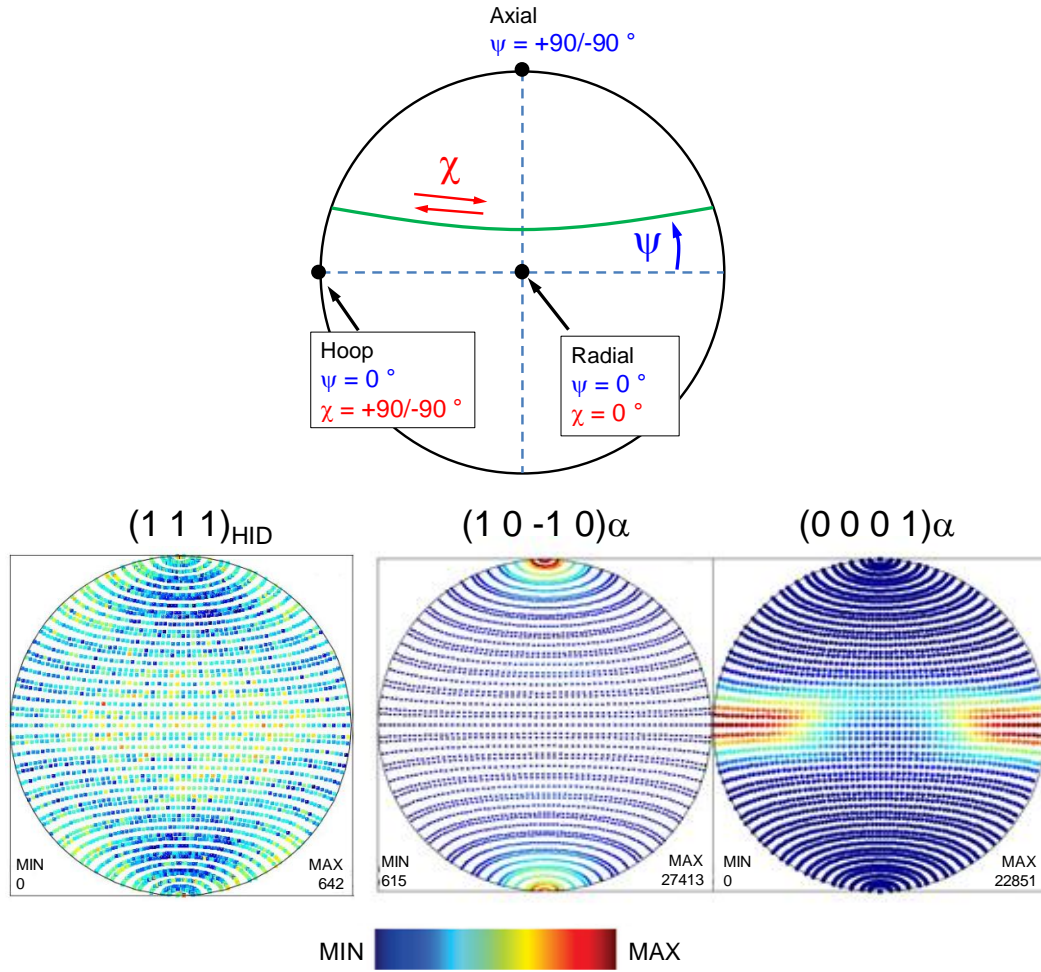 Axial
ψ = +90/-90 °
χ
ψ
Hoop
ψ = 0 °
χ = +90/-90 °
Radial
ψ = 0 °
χ = 0 °
(1 1 1)HID
(1 0 -1 0)α
(0 0 0 1)α
MIN
0
MAX
642
MIN
615
MAX
27413
MIN
0
MAX
22851
MIN
MAX